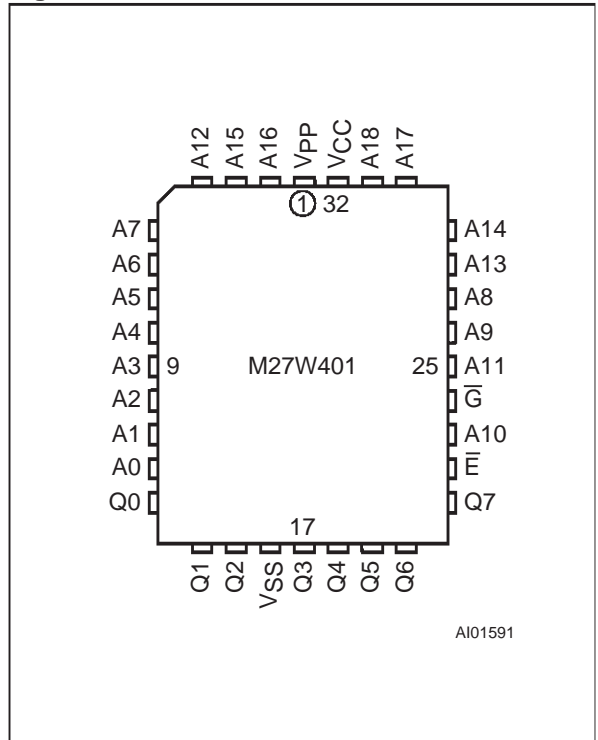 A12 A15 A16 VPP VCC A18 A17
1 32
A7 A14
A6 A13
A5 A8
A4 A9
A3 9 M27W401 25 A11
A2 G̅
A1 A10
A0 E̅
Q0 Q7
17
Q1 Q2 VSS Q3 Q4 Q5 Q6
AI01591